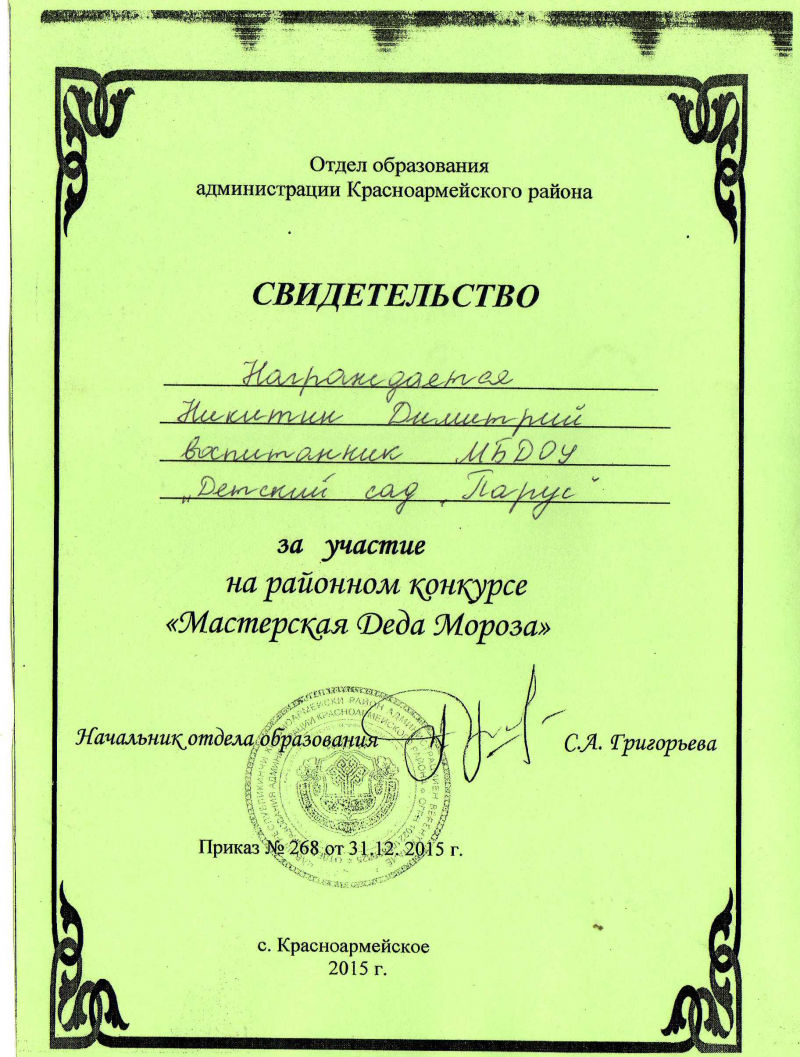 Отдел образования
администрации Красноармейского района
СВИДЕТЕЛЬСТВО
Награждается
Никитин Димитрий
воспитанник МБДОУ
„Детский сад „Парус“
за участие
на районном конкурсе
«Мастерская Деда Мороза»
Начальник отдела образования С.А. Григорьева
Приказ № 268 от 31.12. 2015 г.
с. Красноармейское
2015 г.